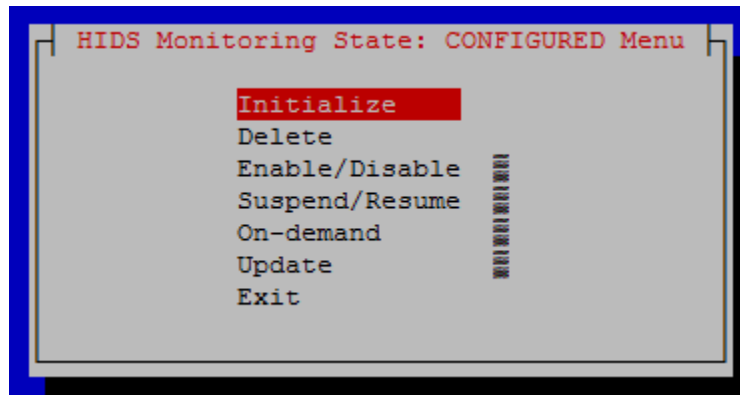 HIDS Monitoring State: CONFIGURED Menu
Initialize
Delete
Enable/Disable
Suspend/Resume
On-demand
Update
Exit